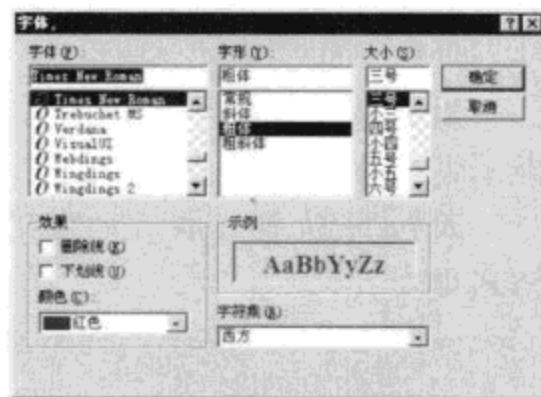 字体
字体(F):
Times New Roman
Times New Roman
Trebuchet MS
Verdana
VisualUI
Webdings
Wingdings
Wingdings 2
字形(Y):
粗体
常规
斜体
粗体
粗斜体
大小(S):
三号
三号
小三
四号
小四
五号
小五
六号
确定
取消
效果
删除线(K)
下划线(U)
颜色(C):
红色
示例
AaBbYyZz
字符集(R):
西方